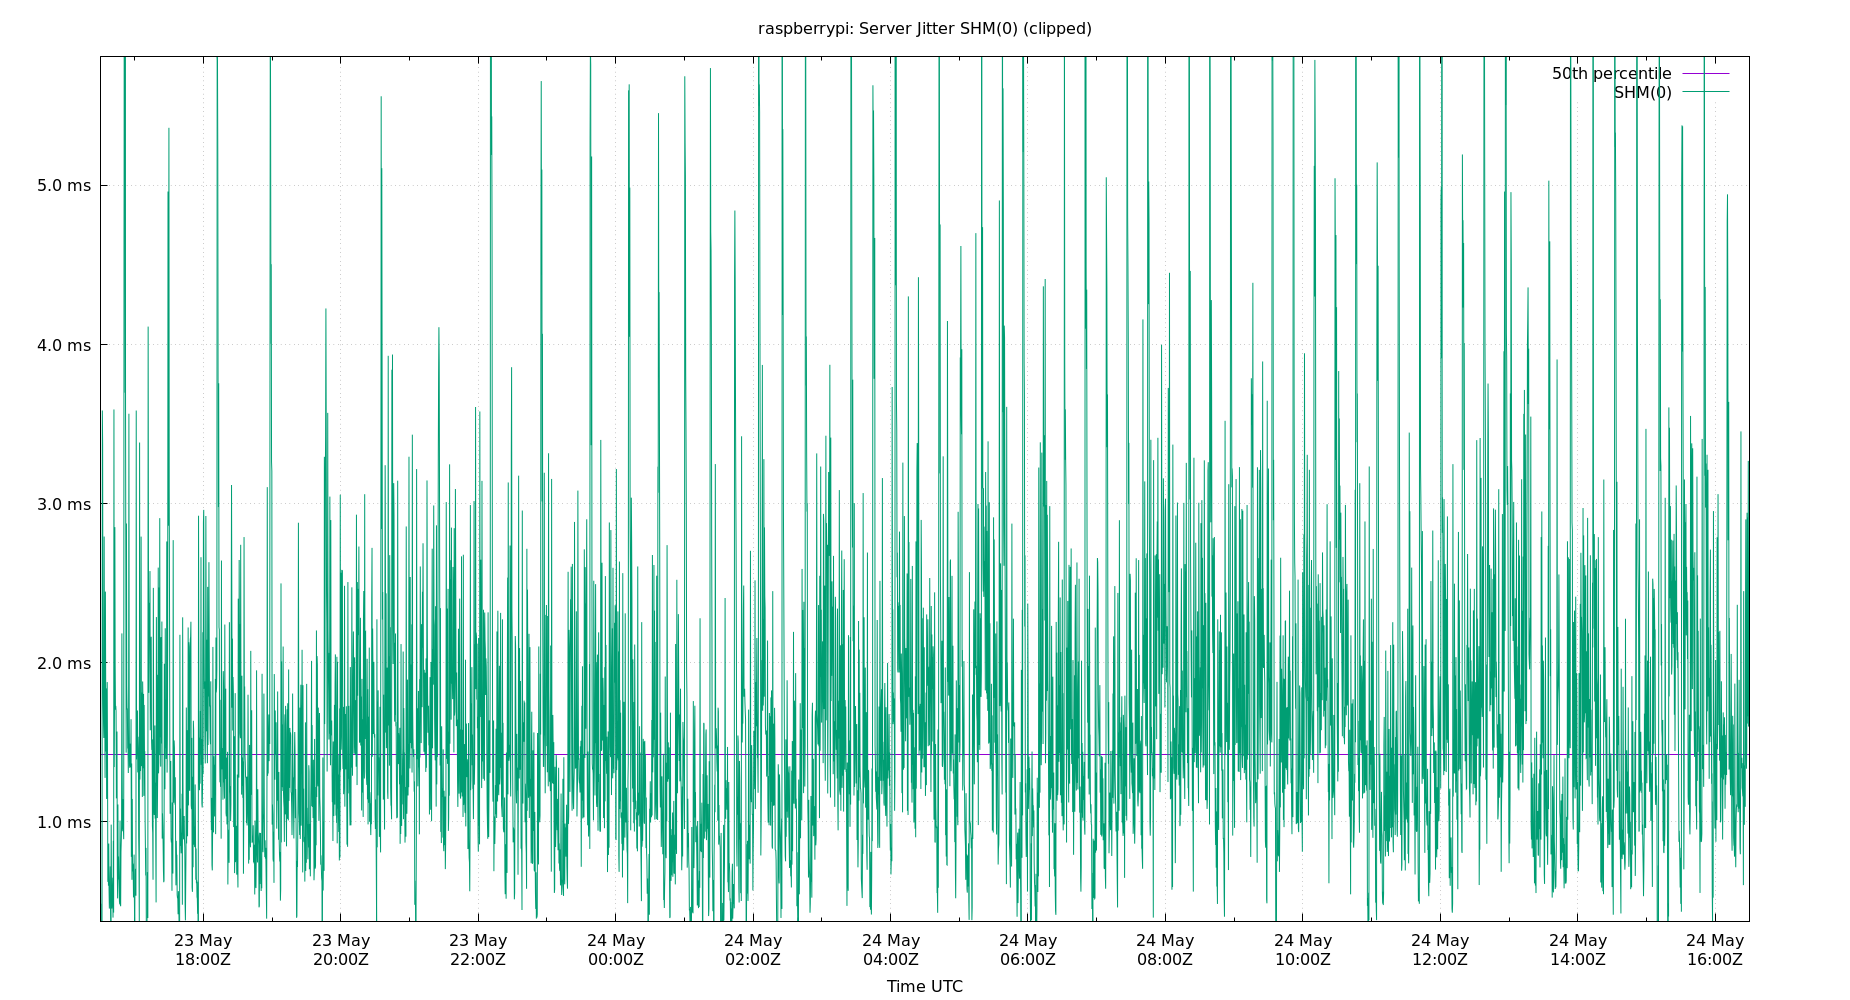 raspberrypi: Server Jitter SHM(0) (clipped)
50th percentile
SHM(0)
5.0 ms
4.0 ms
3.0 ms
2.0 ms
1.0 ms
23 May 23 May 23 May 24 May 24 May 24 May 24 May 24 May 24 May 24 May 24 May 24 May
18:00Z 20:00Z 22:00Z 00:00Z 02:00Z 04:00Z 06:00Z 08:00Z 10:00Z 12:00Z 14:00Z 16:00Z
Time UTC